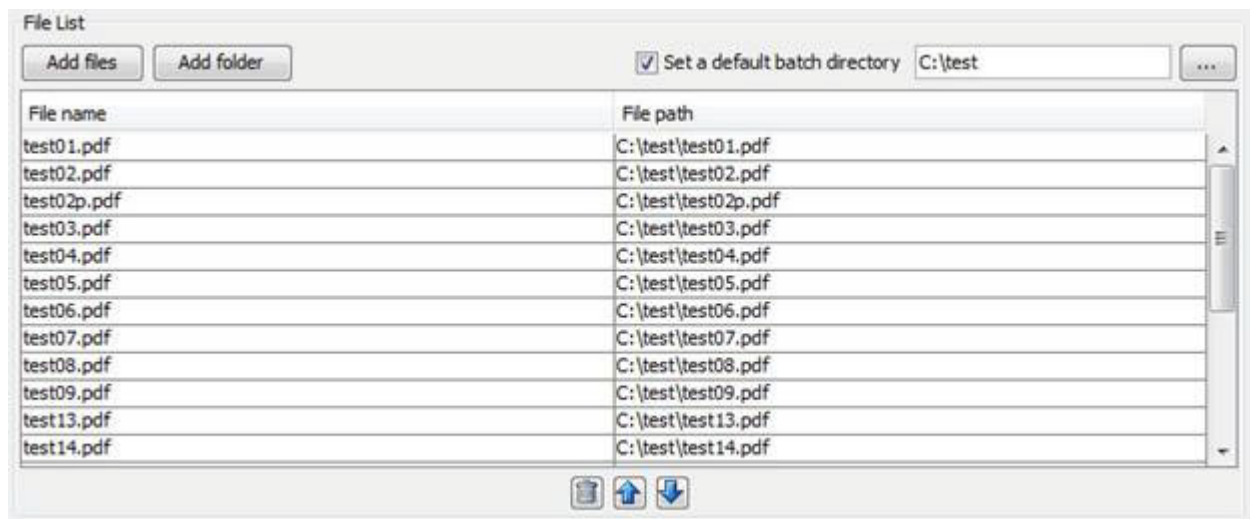 File List
Add files Add folder Set a default batch directory C:\test ...
File name File path
test01.pdf C:\test\test01.pdf
test02.pdf C:\test\test02.pdf
test02p.pdf C:\test\test02p.pdf
test03.pdf C:\test\test03.pdf
test04.pdf C:\test\test04.pdf
test05.pdf C:\test\test05.pdf
test06.pdf C:\test\test06.pdf
test07.pdf C:\test\test07.pdf
test08.pdf C:\test\test08.pdf
test09.pdf C:\test\test09.pdf
test13.pdf C:\test\test13.pdf
test14.pdf C:\test\test14.pdf